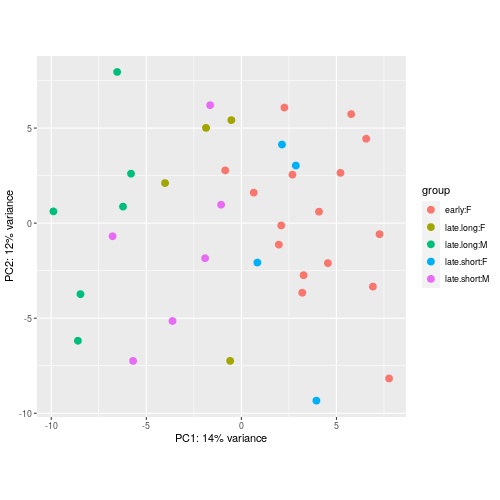 5
0
-5
-10
-10
-5
0
5
PC1: 14% variance
PC2: 12% variance
group
early:F
late.long:F
late.long:M
late.short:F
late.short:M